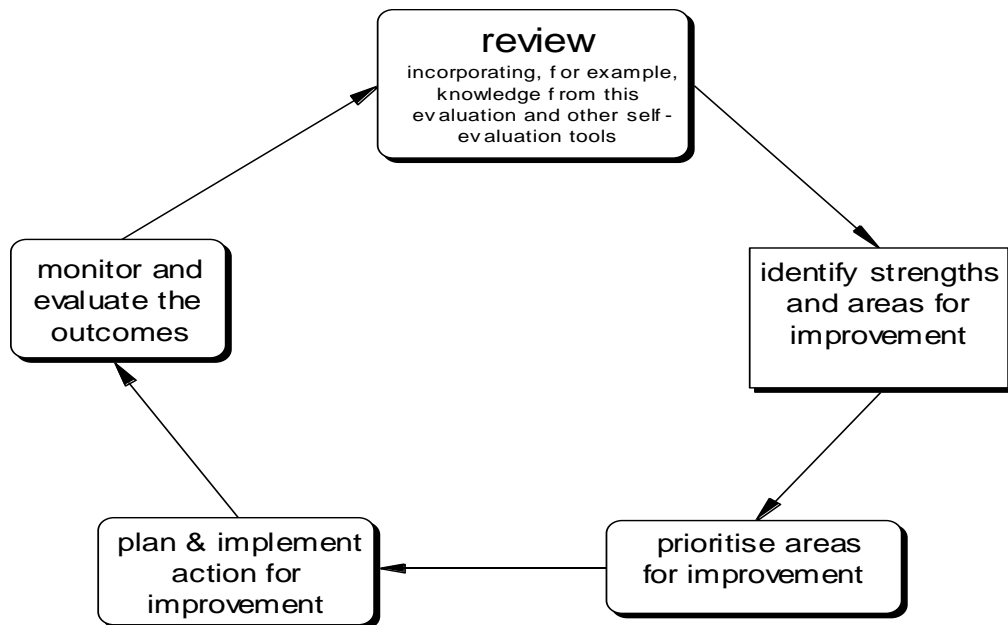 review
incorporating, for example,
knowledge from this
evaluation and other self-
evaluation tools
identify strengths
and areas for
improvement
prioritise areas
for improvement
plan & implement
action for
improvement
monitor and
evaluate the
outcomes